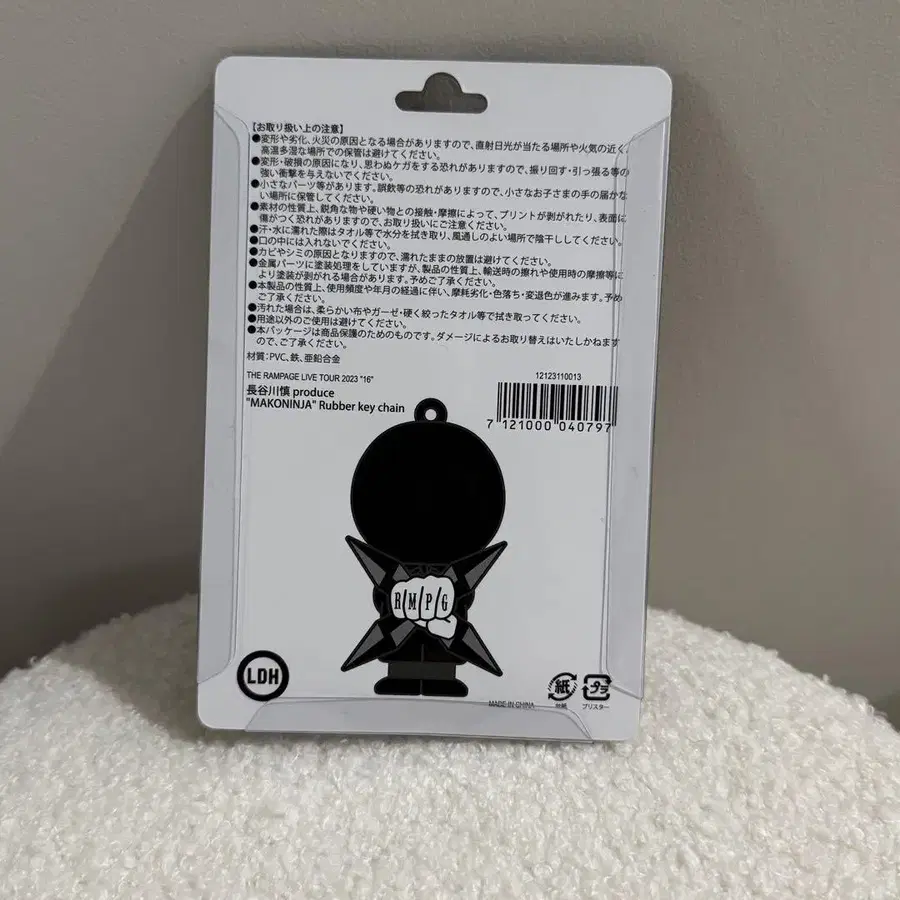 【お取り扱い上の注意】
●変形や劣化、火災の原因となる場合がありますので、直射日光が当たる場所や火気の近く、
高温多湿な場所での保管は避けてください。
●変形・破損の原因になり、思わぬケガをする恐れがありますので、振り回す・引っ張る等の
強い衝撃を与えないでください。
●小さなパーツ等があります。誤飲等の恐れがありますので、小さなお子さまの手の届かな
い場所に保管してください。
●素材の性質上、鋭角な物や硬い物との接触・摩擦によって、プリントが剥がれたり、表面に
傷がつく恐れがありますので、お取り扱いにご注意ください。
●汗・水に濡れた際はタオル等で水分を拭き取り、風通しのよい場所で陰干ししてください。
●口の中には入れないでください。
●カビやシミの原因となりますので、濡れたままの放置は避けてください。
●金属パーツに塗装処理をしていますが、製品の性質上、輸送時の擦れや使用時の摩擦等に
より塗装が剥がれる場合があります。予めご了承ください。
●本製品の性質上、使用頻度や年月の経過に伴い、摩耗劣化・色落ち・変退色が進みます。予め
ご了承ください。
●汚れた場合は、柔らかい布やガーゼ・硬く絞ったタオル等で拭き取ってください。
●用途以外のご使用は避けてください。
●本パッケージは商品保護のためのものです。ダメージによるお取り替えはいたしかねます
ので、ご了承ください。
材質:PVC、鉄、亜鉛合金
THE RAMPAGE LIVE TOUR 2023 "16"
長谷川慎 produce
"MAKONINJA" Rubber key chain
12123110013
7 121000 040797
RMPG
LDH
MADE IN CHINA
紙
台紙
プラ
ブリスター